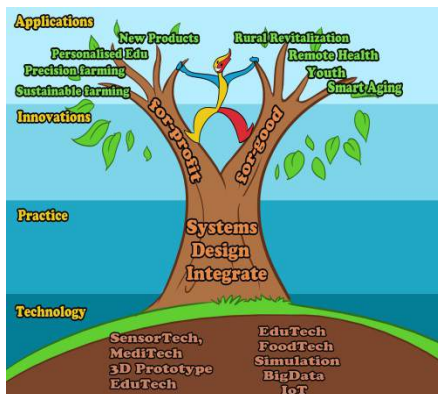 Applications
New Products
Personalised Edu
Precision farming
Sustainable farming
Rural Revitalization
Remote Health
Youth
Smart Aging
Innovations
for-profit
for-good
Practice
Systems
Design
Integrate
Technology
SensorTech,
MediTech
3D Prototype
EduTech
EduTech
FoodTech
Simulation
BigData
IoT